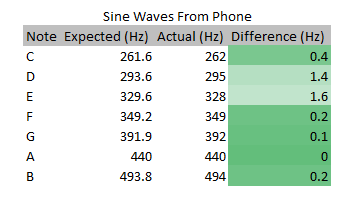 Sine Waves From Phone
Note Expected (Hz) Actual (Hz) Difference (Hz)
C 261.6 262 0.4
D 293.6 295 1.4
E 329.6 328 1.6
F 349.2 349 0.2
G 391.9 392 0.1
A 440 440 0
B 493.8 494 0.2